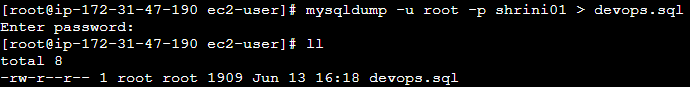 [root@ip-172-31-47-190 ec2-user]# mysqldump -u root -p shrini01 > devops.sql
Enter password:
[root@ip-172-31-47-190 ec2-user]# ll
total 8
-rw-r--r-- 1 root root 1909 Jun 13 16:18 devops.sql